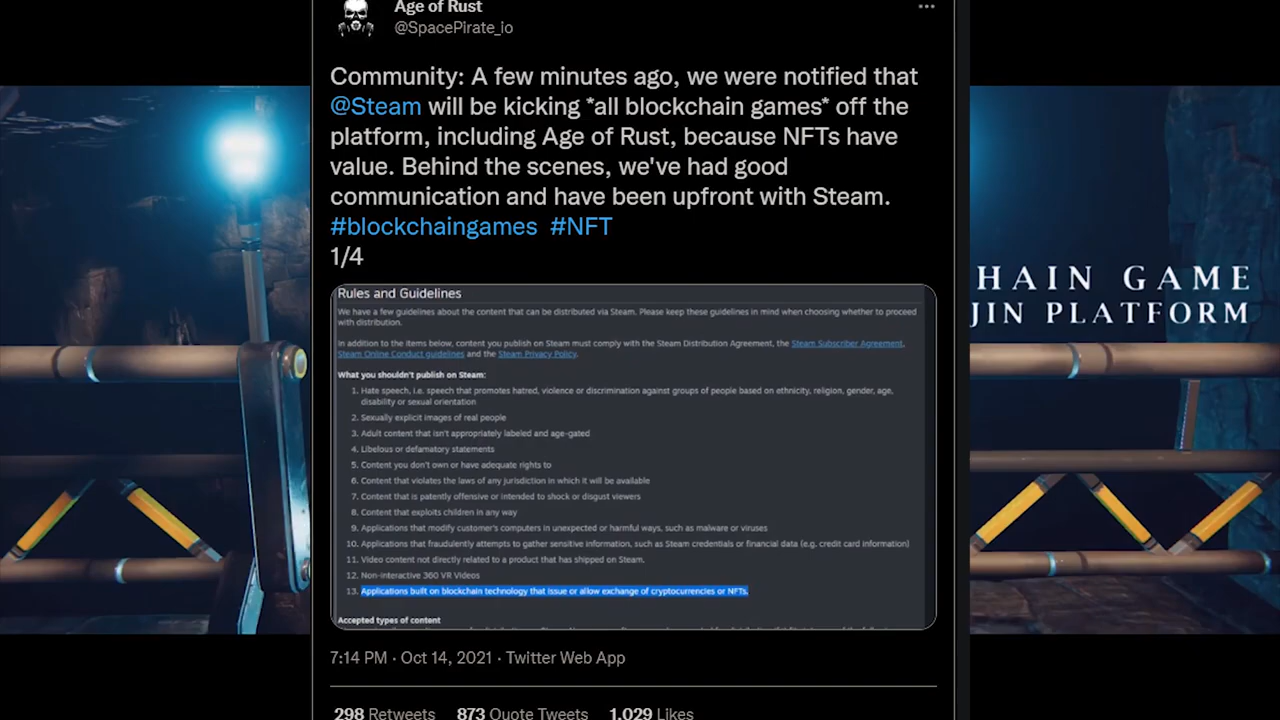 Age of Rust
@SpacePirate_io
Community: A few minutes ago, we were notified that
@Steam will be kicking *all blockchain games* off the
platform, including Age of Rust, because NFTs have
value. Behind the scenes, we've had good
communication and have been upfront with Steam.
#blockchaingames #NFT
1/4
Rules and Guidelines
We have a few guidelines about the content that can be distributed via Steam. Please keep these guidelines in mind when choosing whether to proceed
with distribution.
In addition to the items below, content you publish on Steam must comply with the Steam Distribution Agreement, the Steam Subscriber Agreement,
Steam Online Conduct guidelines and the Steam Privacy Policy.
What you shouldn't publish on Steam:
1. Hate speech, i.e. speech that promotes hatred, violence or discrimination against groups of people based on ethnicity, religion, gender, age,
disability or sexual orientation
2. Sexually explicit images of real people
3. Adult content that isn't appropriately labeled and age-gated
4. Libelous or defamatory statements
5. Content you don't own or have adequate rights to
6. Content that violates the laws of any jurisdiction in which it will be available
7. Content that is patently offensive or intended to shock or disgust viewers
8. Content that exploits children in any way
9. Applications that modify customer's computers in unexpected or harmful ways, such as malware or viruses
10. Applications that fraudulently attempts to gather sensitive information, such as Steam credentials or financial data (e.g. credit card information)
11. Video content not directly related to a product that has shipped on Steam.
12. Non-interactive 360 VR Videos
13. Applications built on blockchain technology that issue or allow exchange of cryptocurrencies or NFTs.
Accepted types of content
7:14 PM · Oct 14, 2021 · Twitter Web App
298 Retweets 873 Quote Tweets 1,029 Likes
HAIN GAME
JIN PLATFORM